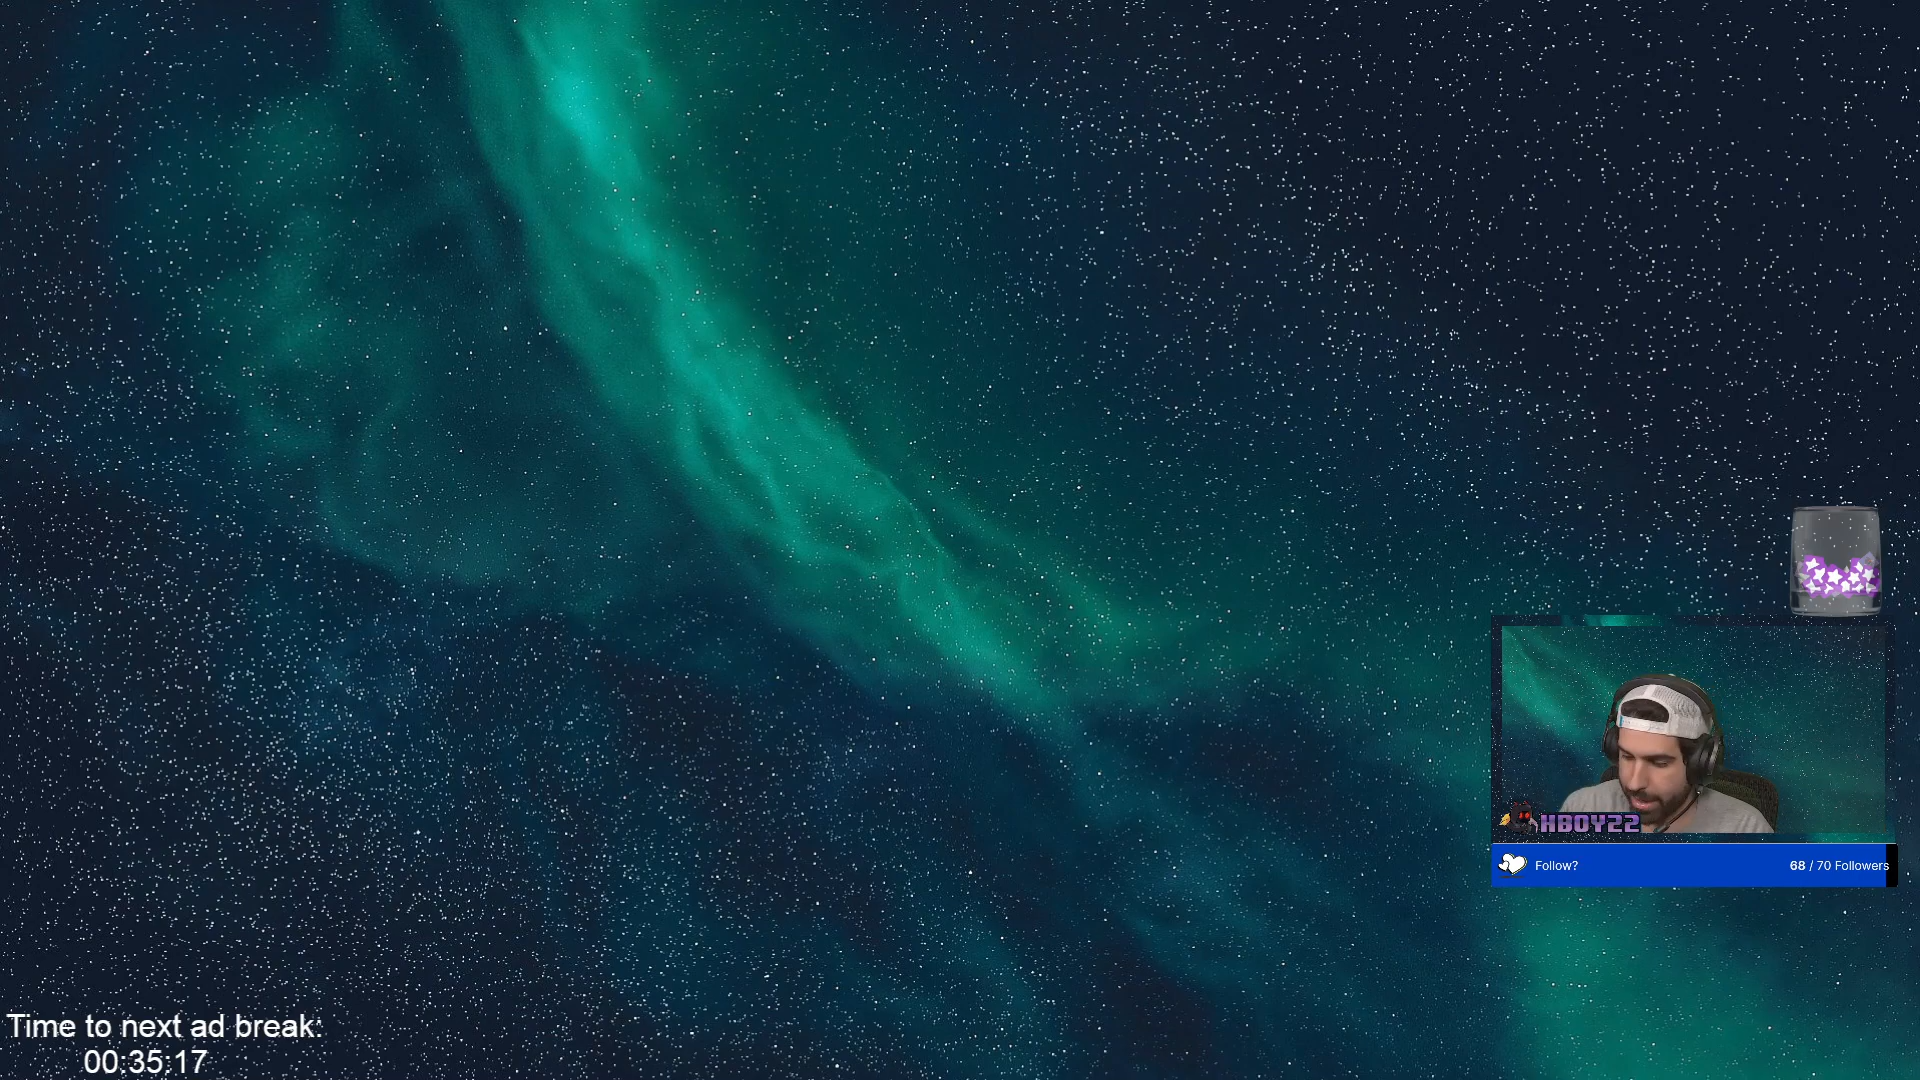 HBOY22
Follow?
68 / 70 Followers
Time to next ad break:
00:35:17